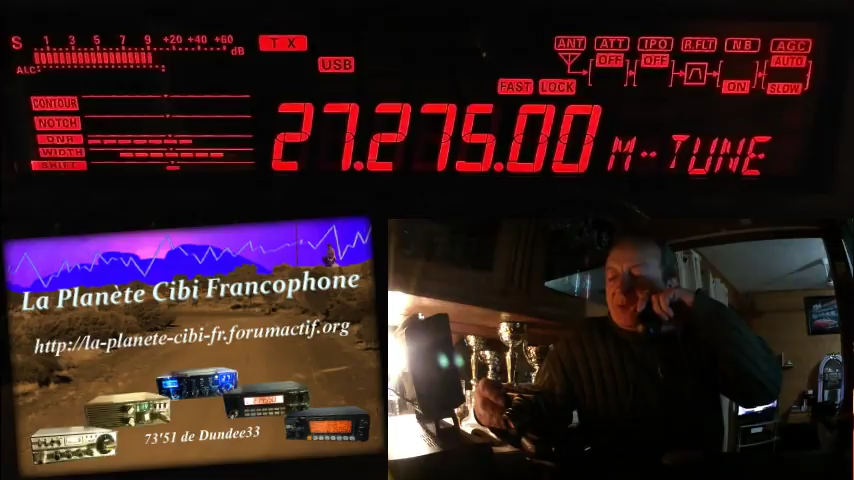 S 1 3 5 7 9 +20 +40 +60 dB
ALC
TX
USB
ANT ATT IPO R.FLT NB AGC
OFF OFF AUTO
FAST LOCK ON SLOW
CONTOUR
NOTCH
DNR
WIDTH
SHIFT
27.275.00 M--TUNE
La Planète Cibi Francophone
http://la-planete-cibi-fr.forumactif.org
73'51 de Dundee33